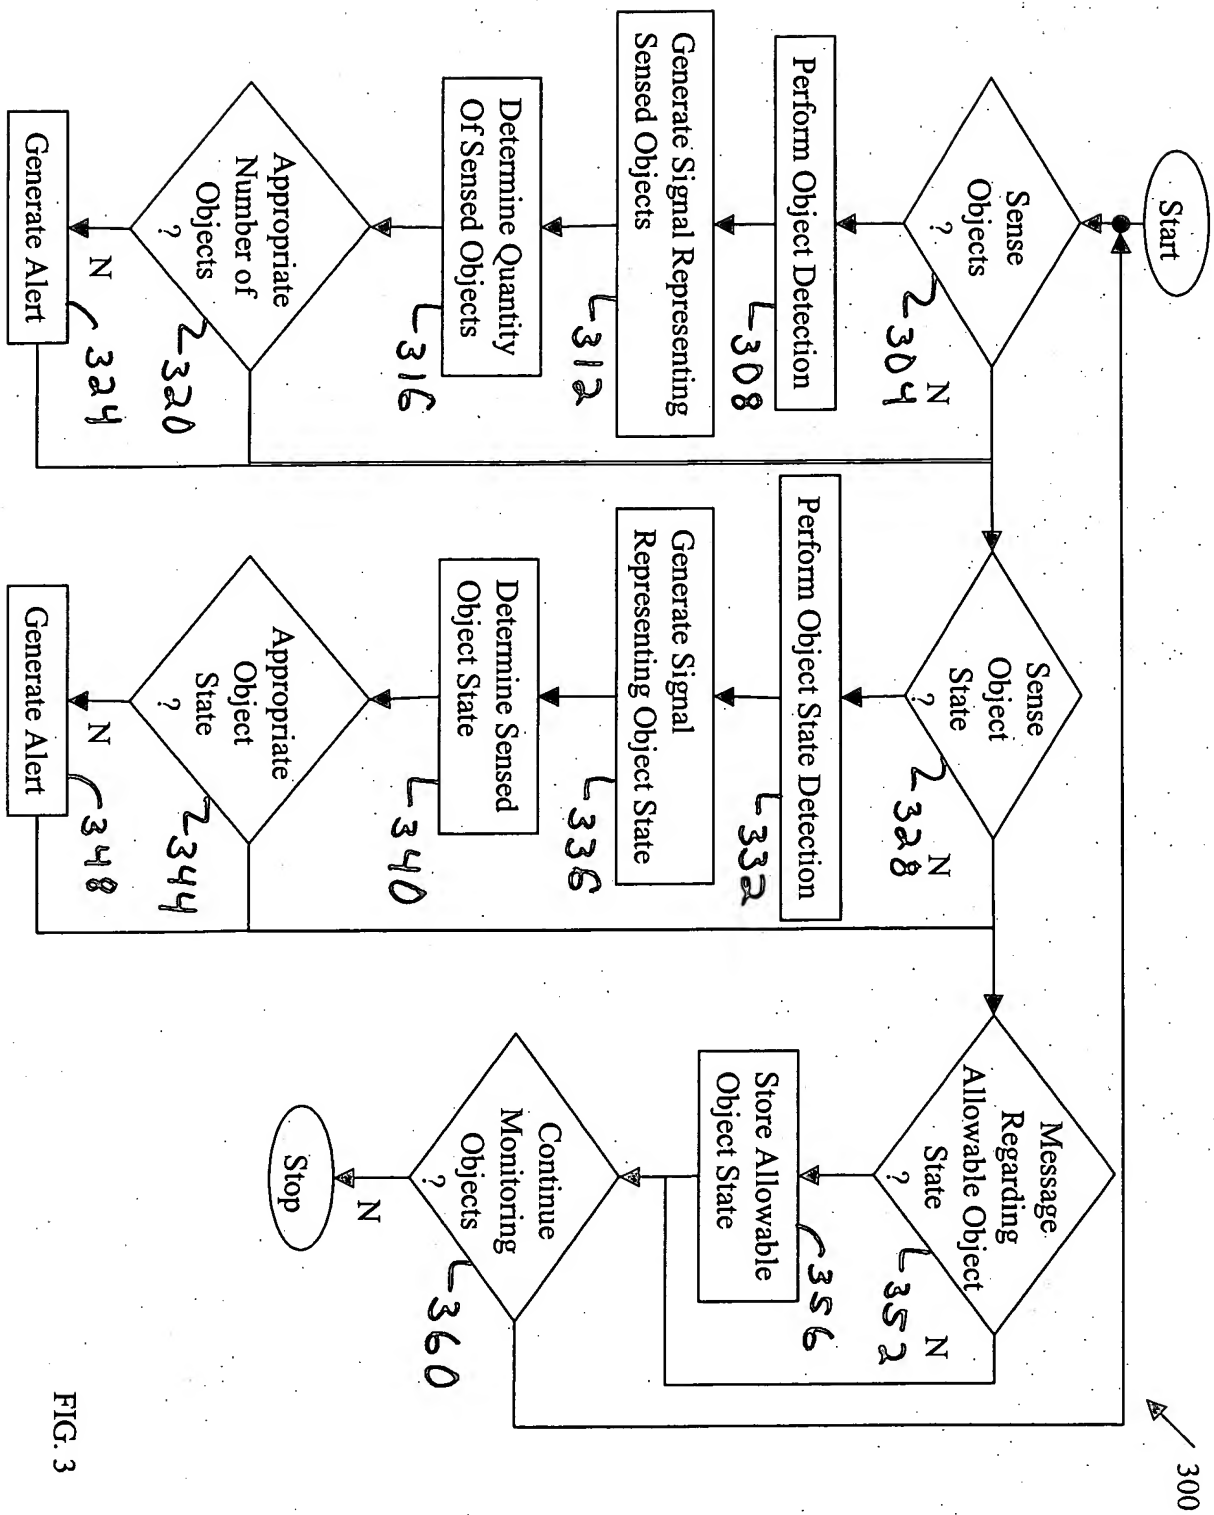 300
Start
Sense
Objects
?
304
N
Perform Object Detection
308
Generate Signal Representing
Sensed Objects
312
Determine Quantity
Of Sensed Objects
316
Appropriate
Number of
Objects
?
320
N
Generate Alert
324
Sense
Object
State
?
328
N
Perform Object State Detection
332
Generate Signal
Representing Object State
336
Determine Sensed
Object State
340
Appropriate
Object
State
?
344
N
Generate Alert
348
Message
Regarding
Allowable Object
State
?
352
N
Store Allowable
Object State
356
Continue
Monitoring
Objects
?
360
N
Stop
FIG. 3